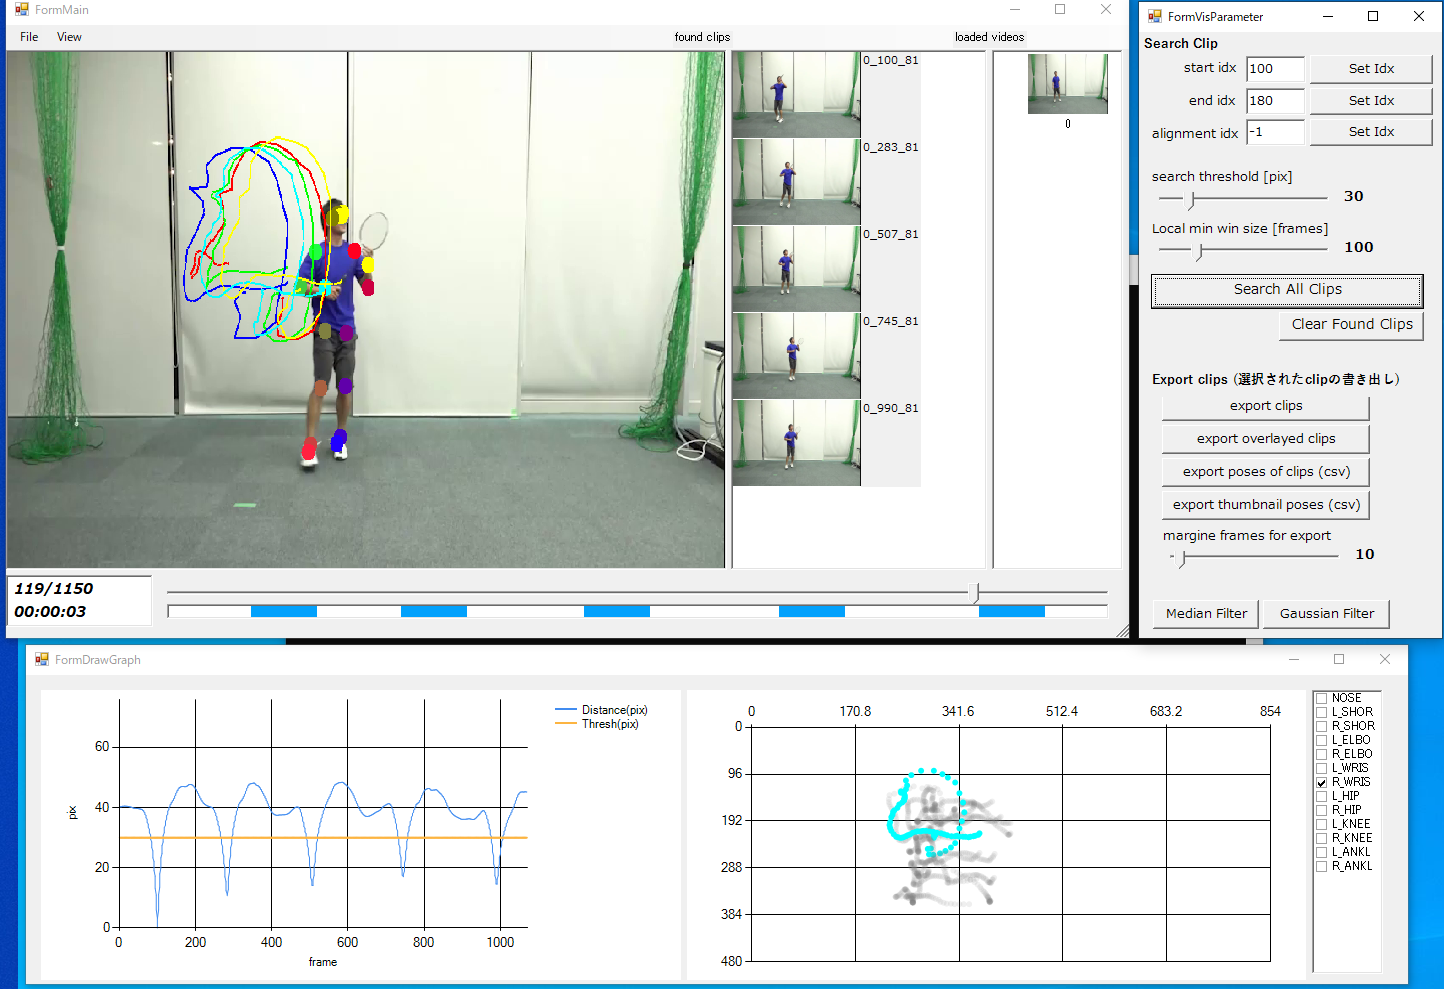 FormMain
File View
found clips
loaded videos
0_100_81
0_283_81
0_507_81
0_745_81
0_990_81
0
119/1150
00:00:03
FormVisParameter
Search Clip
start idx 100 Set Idx
end idx 180 Set Idx
alignment idx -1 Set Idx
search threshold [pix]
30
Local min win size [frames]
100
Search All Clips
Clear Found Clips
Export clips (選択されたclipの書き出し)
export clips
export overlayed clips
export poses of clips (csv)
export thumbnail poses (csv)
margine frames for export
10
Median Filter Gaussian Filter
FormDrawGraph
Distance(pix)
Thresh(pix)
60
40
20
0
pix
0 200 400 600 800 1000
frame
0 170.8 341.6 512.4 683.2 854
0
96
192
288
384
480
NOSE
L_SHOR
R_SHOR
L_ELBO
R_ELBO
L_WRIS
R_WRIS
L_HIP
R_HIP
L_KNEE
R_KNEE
L_ANKL
R_ANKL